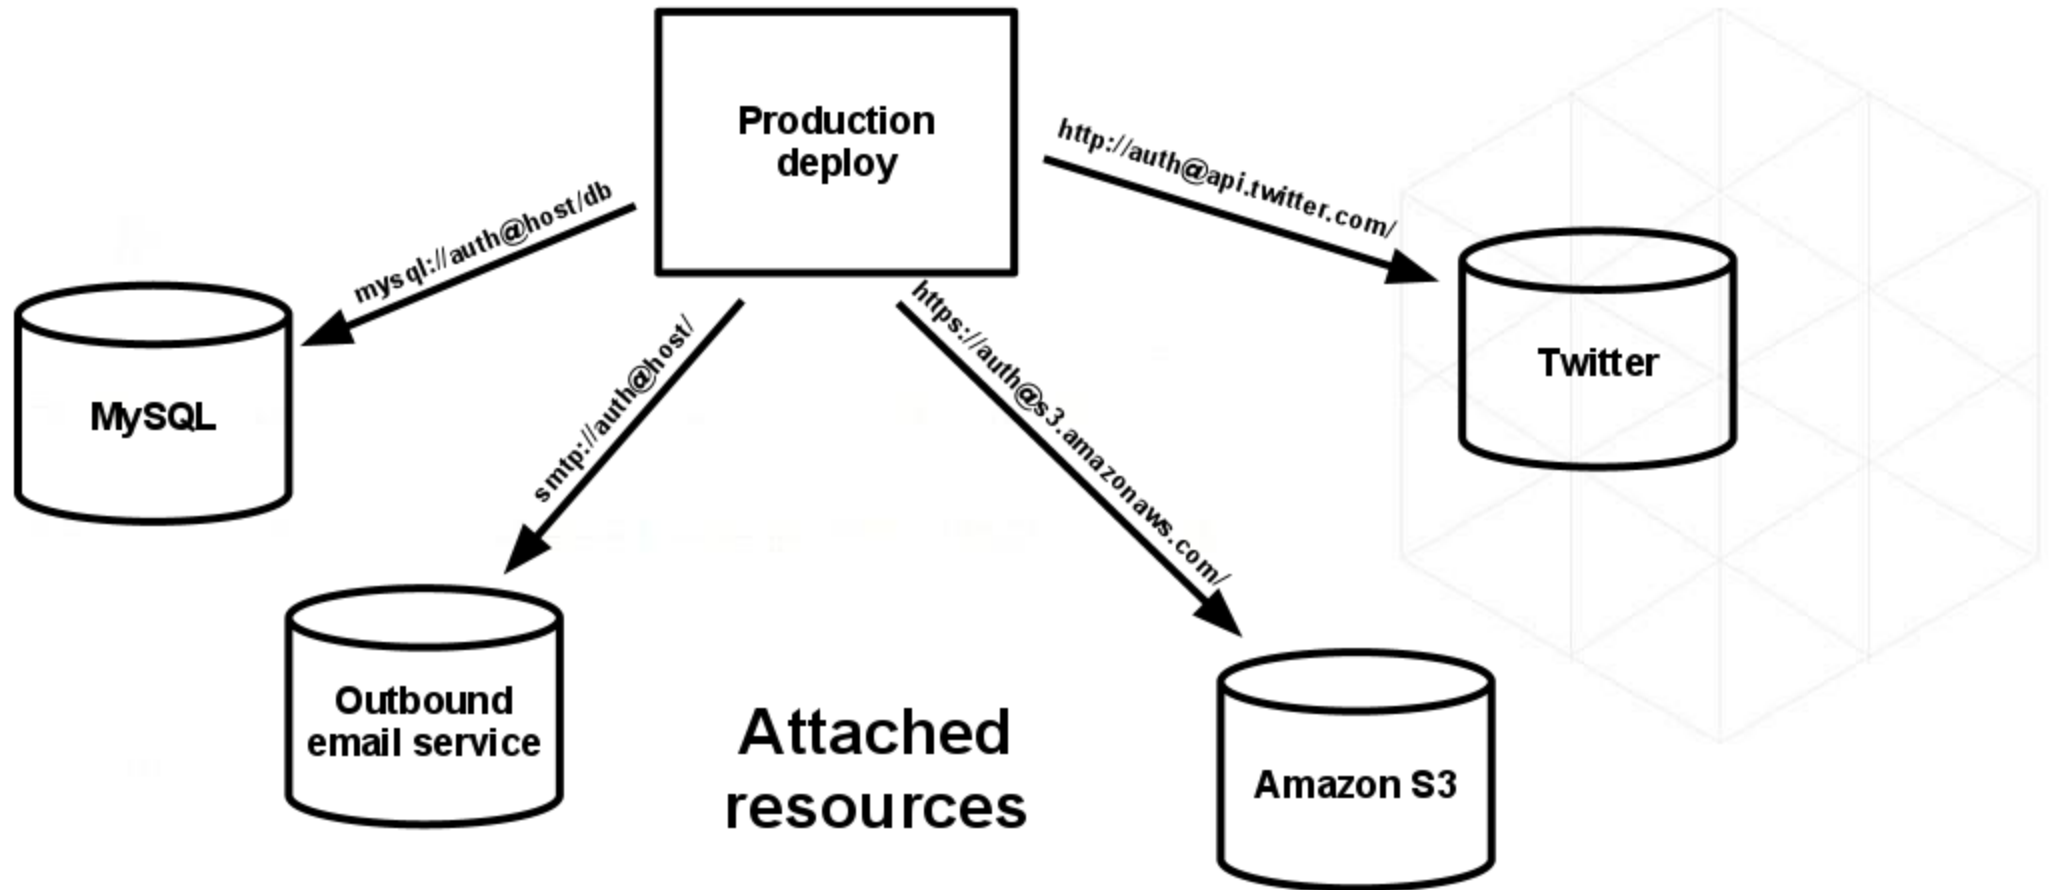 Production
deploy
mysql://auth@host/db
http://auth@api.twitter.com/
smtp://auth@host/
https://auth@s3.amazonaws.com/
MySQL
Twitter
Outbound
email service
Attached
resources
Amazon S3